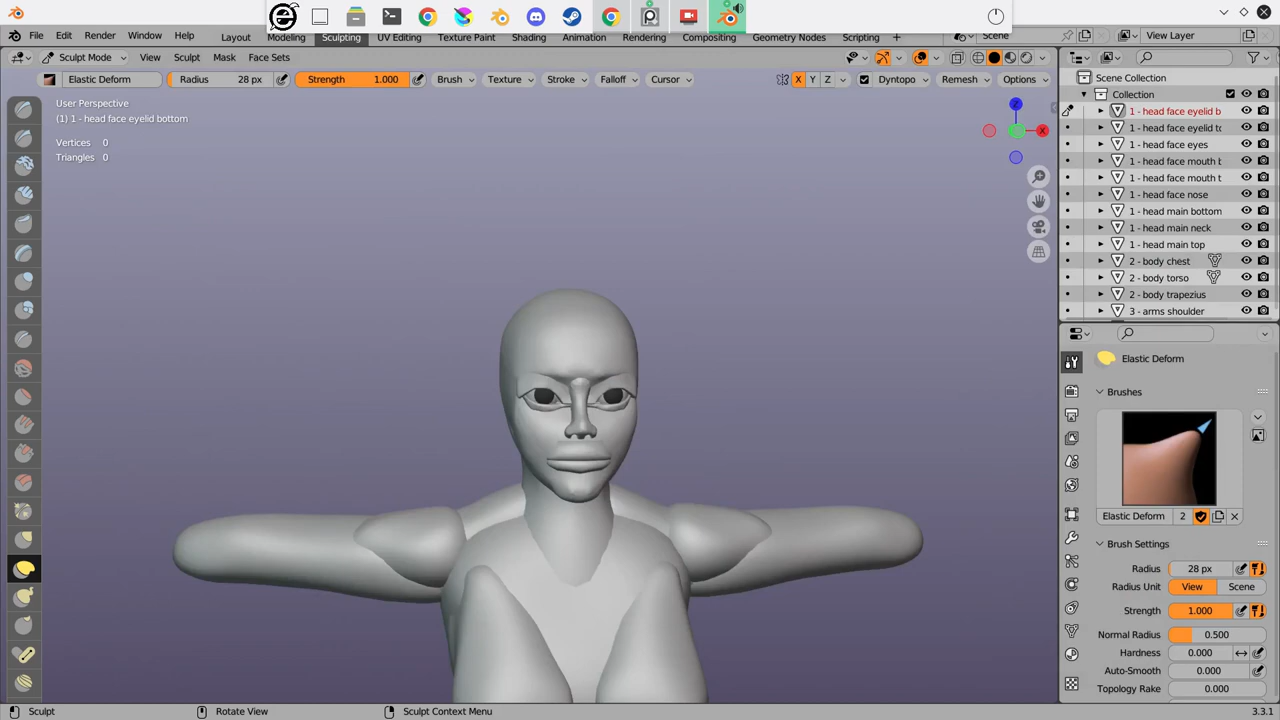 File Edit Render Window Help
Layout Modeling Sculpting UV Editing Texture Paint Shading Animation Rendering Compositing Geometry Nodes Scripting + Scene View Layer
Sculpt Mode View Sculpt Mask Face Sets
Elastic Deform Radius 28 px Strength 1.000 Brush Texture Stroke Falloff Cursor X Y Z Dyntopo Remesh Options
Scene Collection
Collection
User Perspective
(1) 1 - head face eyelid bottom
Vertices 0
Triangles 0
Z
X
1 - head face eyelid b
1 - head face eyelid to
1 - head face eyes
1 - head face mouth b
1 - head face mouth t
1 - head face nose
1 - head main bottom
1 - head main neck
1 - head main top
2 - body chest
2 - body torso
2 - body trapezius
3 - arms shoulder
Elastic Deform
Brushes
Elastic Deform 2
Brush Settings
Radius 28 px
Radius Unit View Scene
Strength 1.000
Normal Radius 0.500
Hardness 0.000
Auto-Smooth 0.000
Topology Rake 0.000
Sculpt Rotate View Sculpt Context Menu 3.3.1